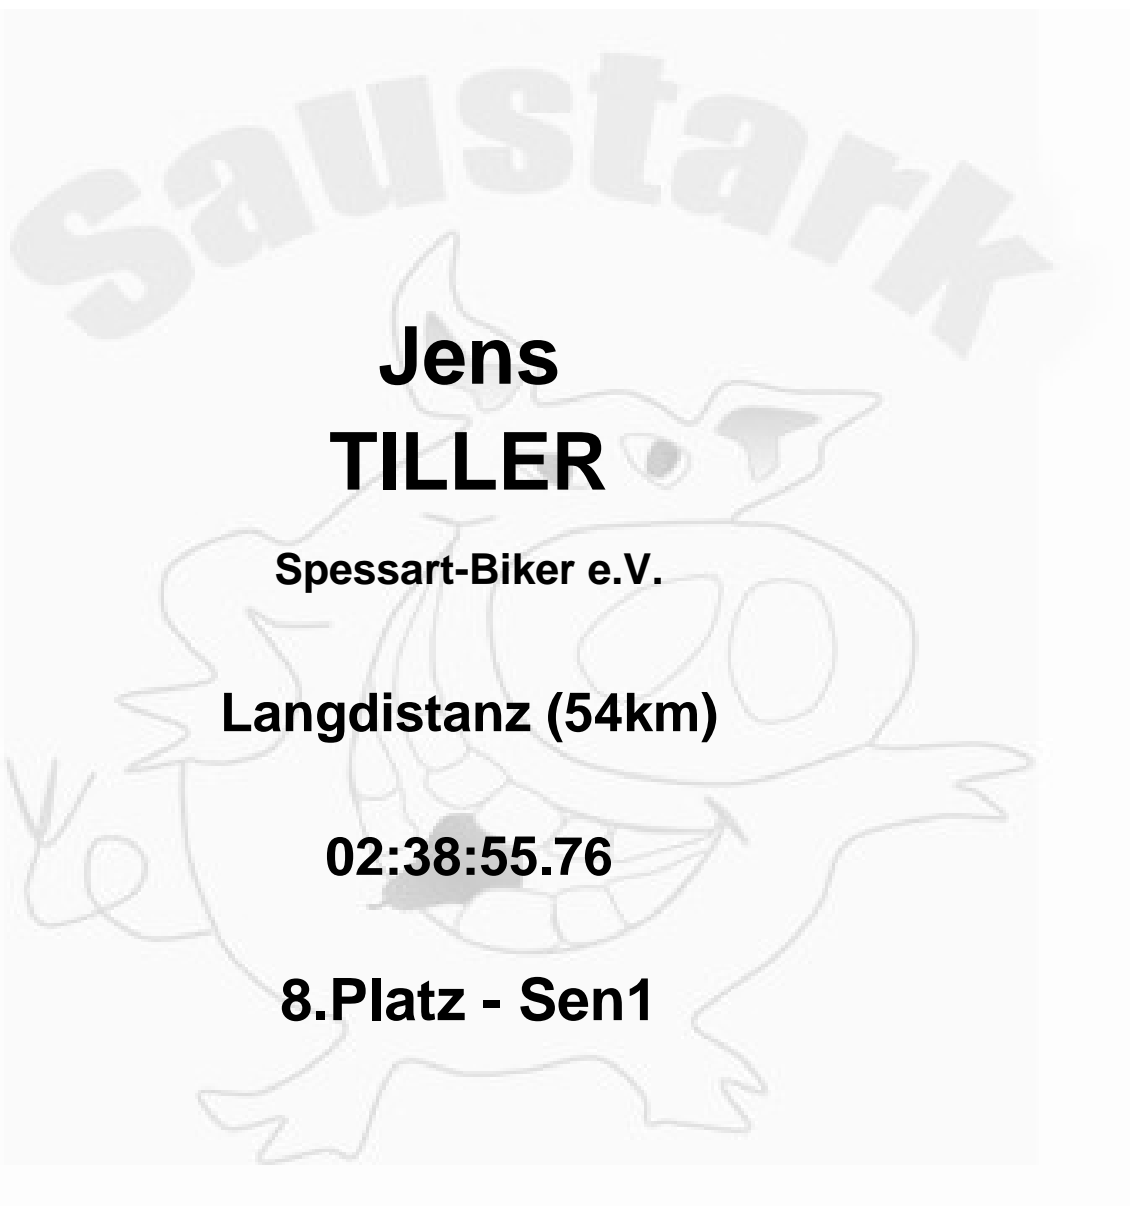 Saustark
Jens
TILLER
Spessart-Biker e.V.
Langdistanz (54km)
02:38:55.76
8.Platz - Sen1